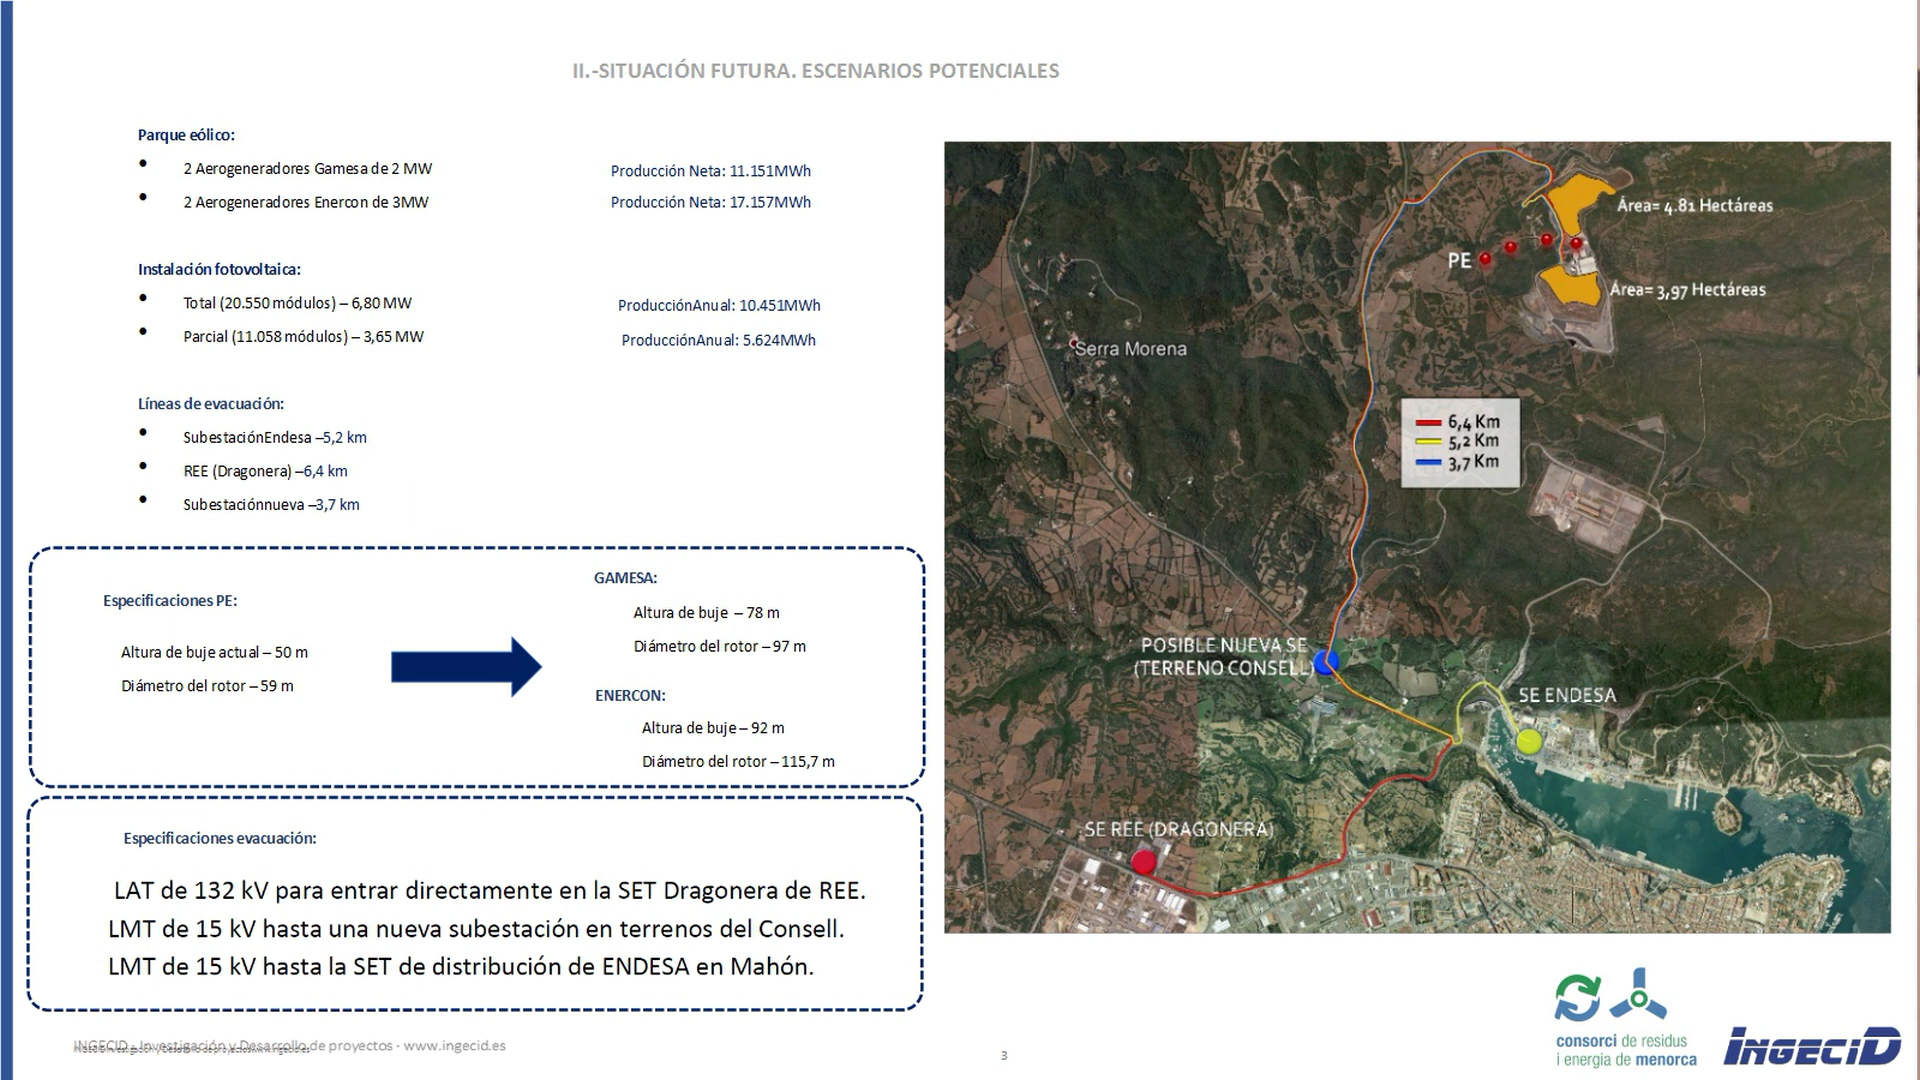 II.-SITUACIÓN FUTURA. ESCENARIOS POTENCIALES
Parque eólico:
• 2 Aerogeneradores Gamesa de 2 MW
Producción Neta: 11.151MWh
• 2 Aerogeneradores Enercon de 3MW
Producción Neta: 17.157MWh
Instalación fotovoltaica:
• Total (20.550 módulos) – 6,80 MW
ProducciónAnual: 10.451MWh
• Parcial (11.058 módulos) – 3,65 MW
ProducciónAnual: 5.624MWh
Líneas de evacuación:
• SubestaciónEndesa –5,2 km
• REE (Dragonera) –6,4 km
• Subestaciónnueva –3,7 km
Especificaciones PE:
Altura de buje actual – 50 m
Diámetro del rotor – 59 m
GAMESA:
Altura de buje – 78 m
Diámetro del rotor – 97 m
ENERCON:
Altura de buje – 92 m
Diámetro del rotor – 115,7 m
Especificaciones evacuación:
LAT de 132 kV para entrar directamente en la SET Dragonera de REE.
LMT de 15 kV hasta una nueva subestación en terrenos del Consell.
LMT de 15 kV hasta la SET de distribución de ENDESA en Mahón.
Área= 4.81 Hectáreas
PE
Área= 3,97 Hectáreas
Serra Morena
6,4 Km
5,2 Km
3,7 Km
POSIBLE NUEVA SE
(TERRENO CONSELL)
SE ENDESA
SE REE (DRAGONERA)
INGECID · Investigación y Desarrollo de proyectos · www.ingecid.es
3
consorci de residus
i energia de menorca
INGECID